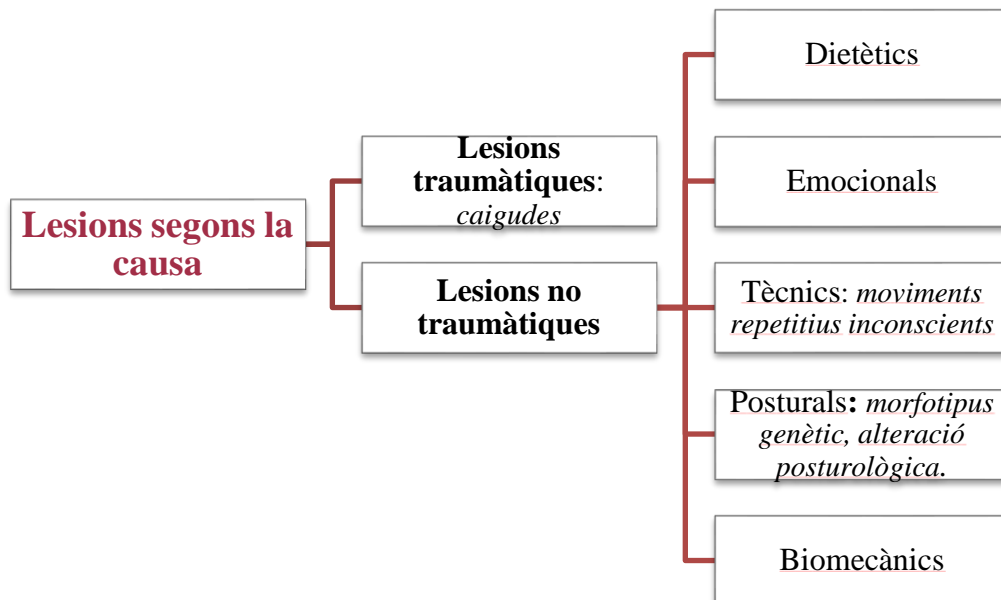 Lesions segons la
causa
Lesions
traumàtiques:
caigudes
Lesions no
traumàtiques
Dietètics
Emocionals
Tècnics: moviments
repetitius inconscients
Posturals: morfotipus
genètic, alteració
posturològica.
Biomecànics